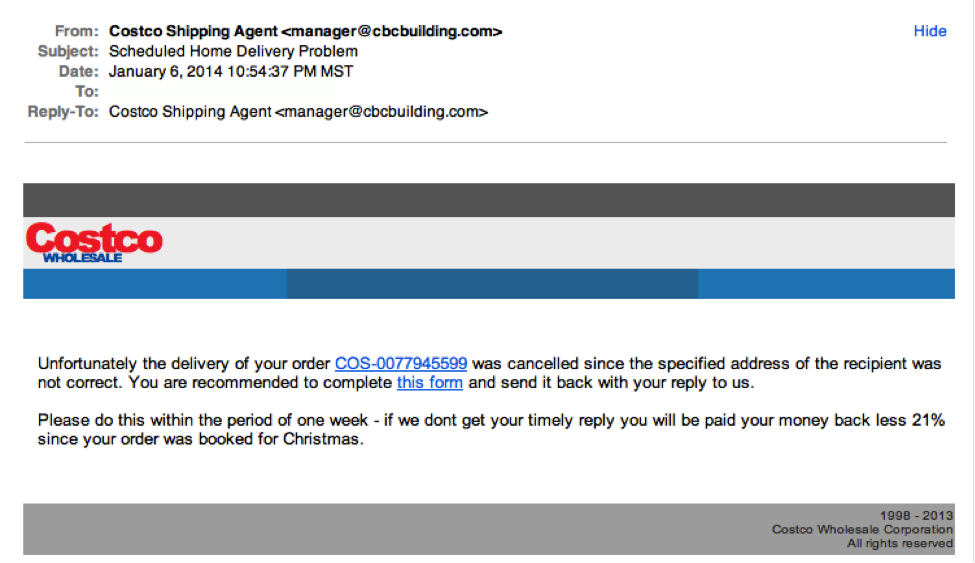 From: Costco Shipping Agent <manager@cbcbuilding.com> Hide
Subject: Scheduled Home Delivery Problem
Date: January 6, 2014 10:54:37 PM MST
To:
Reply-To: Costco Shipping Agent <manager@cbcbuilding.com>
Costco
WHOLESALE
Unfortunately the delivery of your order COS-0077945599 was cancelled since the specified address of the recipient was
not correct. You are recommended to complete this form and send it back with your reply to us.
Please do this within the period of one week - if we dont get your timely reply you will be paid your money back less 21%
since your order was booked for Christmas.
1998 - 2013
Costco Wholesale Corporation
All rights reserved